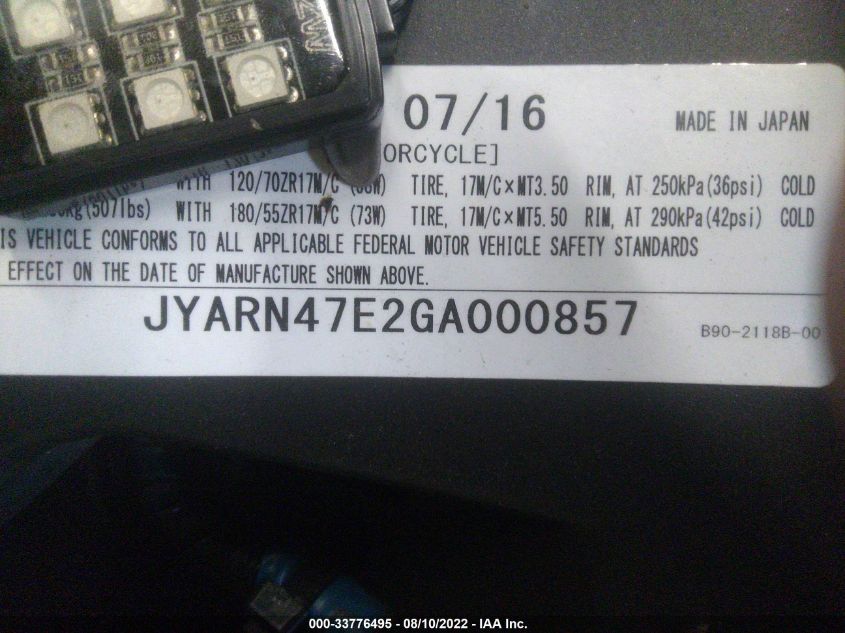 07/16 MADE IN JAPAN
ORCYCLE]
WITH 120/70ZR17M/C TIRE, 17M/C×MT3.50 RIM, AT 250kPa(36psi) COLD
(507lbs) WITH 180/55ZR17M/C (73W) TIRE, 17M/C×MT5.50 RIM, AT 290kPa(42psi) COLD
IS VEHICLE CONFORMS TO ALL APPLICABLE FEDERAL MOTOR VEHICLE SAFETY STANDARDS
EFFECT ON THE DATE OF MANUFACTURE SHOWN ABOVE.
JYARN47E2GA000857 B90-2118B-00
000-33776495 - 08/10/2022 - IAA Inc.